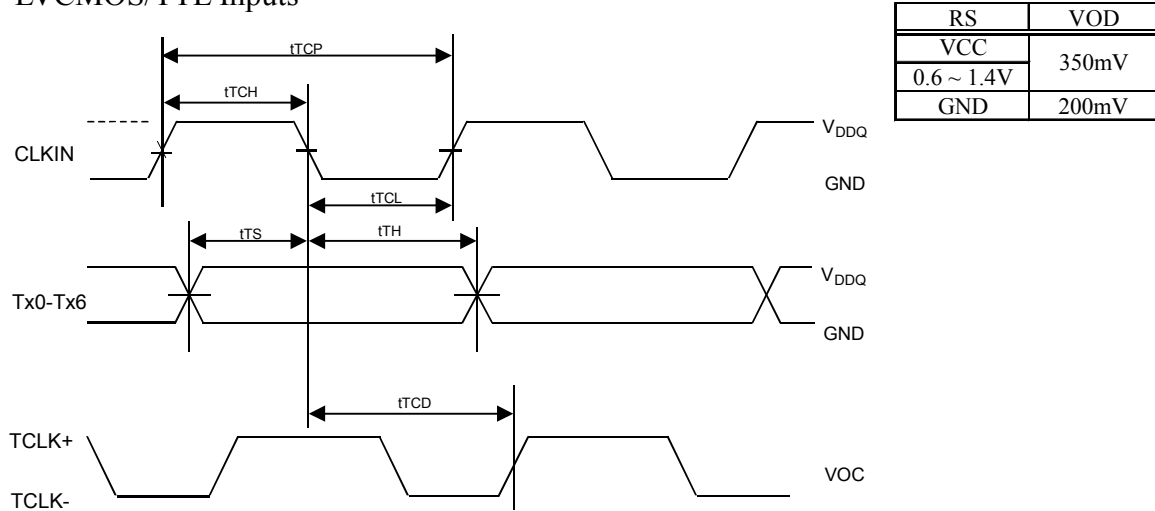 LVCMOS/TTL Inputs
RS VOD
VCC 350mV
0.6 ~ 1.4V
GND 200mV
tTCP
tTCH
CLKIN
VDDQ
GND
tTCL
tTS
tTH
Tx0-Tx6
VDDQ
GND
tTCD
TCLK+
TCLK-
VOC